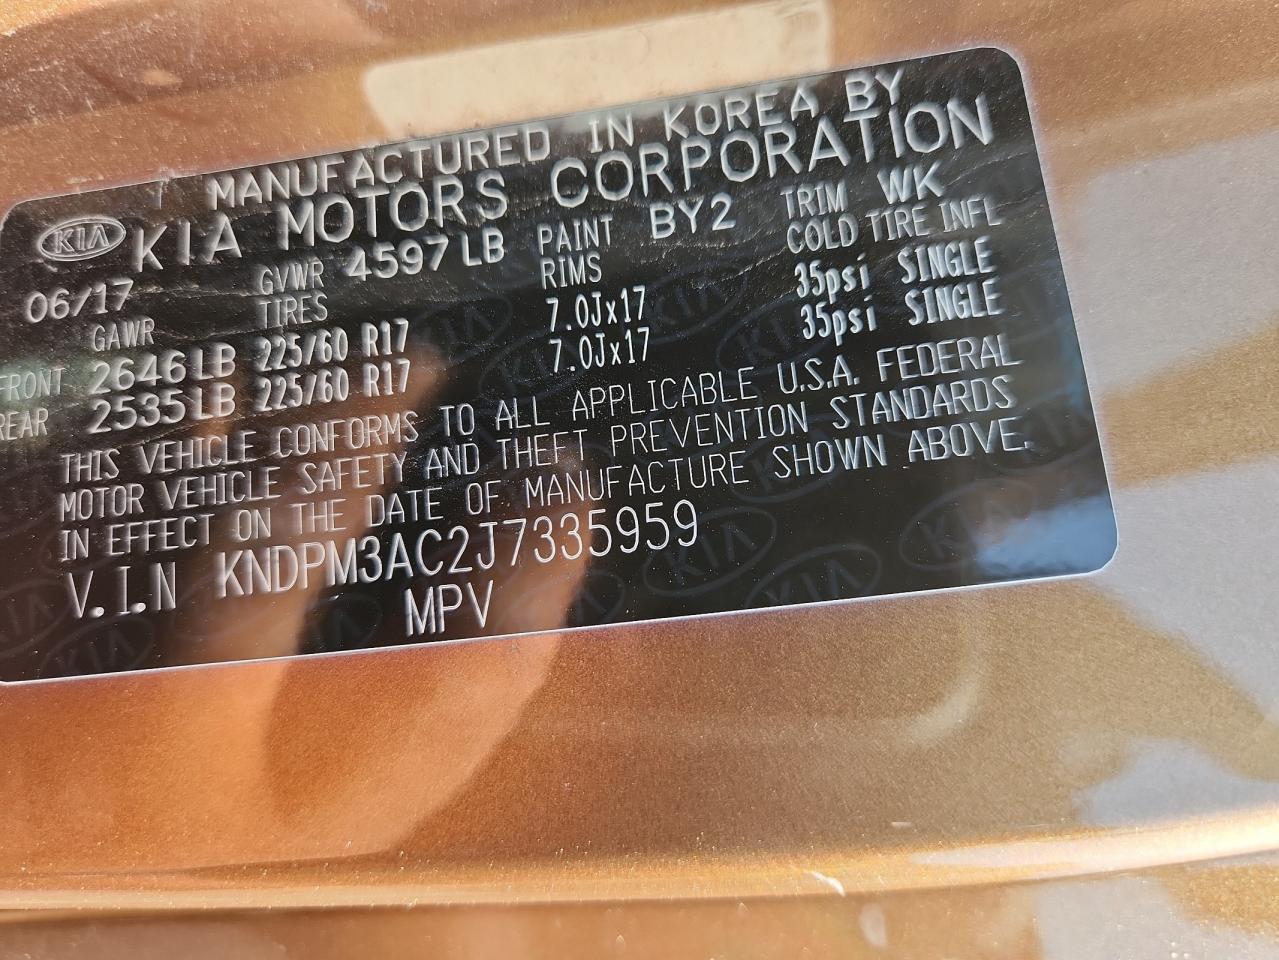 MANUFACTURED IN KOREA BY
KIA KIA MOTORS CORPORATION
06/17 GVWR 4597LB PAINT BY2 TRIM WK
GAWR TIRES RIMS COLD TIRE INFL
FRONT 2646LB 225/60 R17 7.0Jx17 35psi SINGLE
REAR 2535LB 225/60 R17 7.0Jx17 35psi SINGLE
THIS VEHICLE CONFORMS TO ALL APPLICABLE U.S.A. FEDERAL
MOTOR VEHICLE SAFETY AND THEFT PREVENTION STANDARDS
IN EFFECT ON THE DATE OF MANUFACTURE SHOWN ABOVE.
V.I.N KNDPM3AC2J7335959
MPV